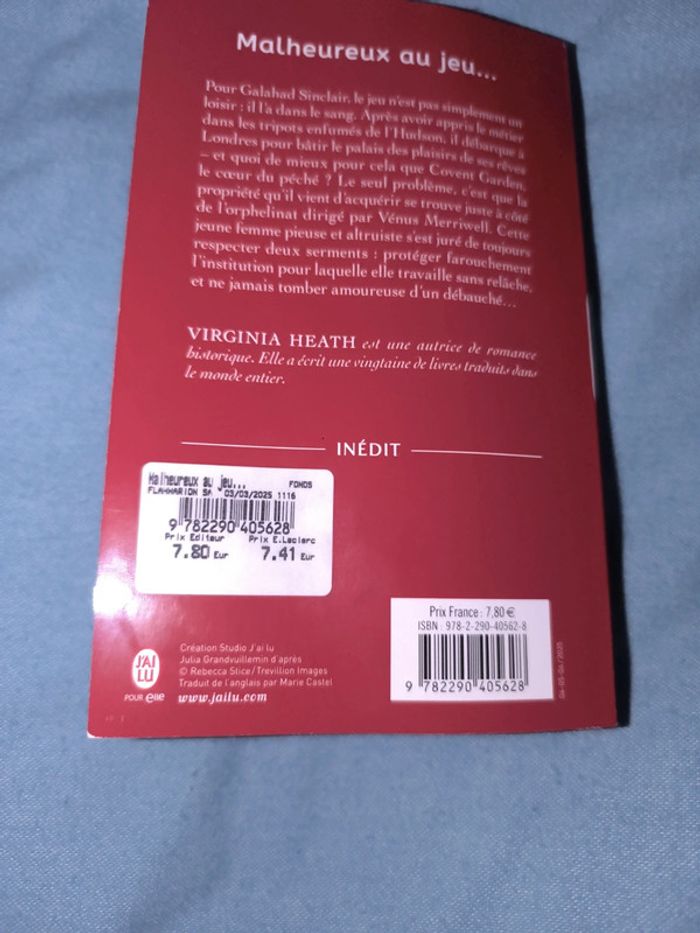 Malheureux au jeu...
Pour Galahad Sinclair, le jeu n'est pas simplement un
loisir : il l'a dans le sang. Après avoir appris le métier
dans les tripots enfumés de l'Hudson, il débarque à
Londres pour bâtir le palais des plaisirs de ses rêves
– et quoi de mieux pour cela que Covent Garden,
le cœur du péché ? Le seul problème, c'est que la
propriété qu'il vient d'acquérir se trouve juste à côté
de l'orphelinat dirigé par Vénus Merriwell. Cette
jeune femme pieuse et altruiste s'est juré de toujours
respecter deux serments : protéger farouchement
l'institution pour laquelle elle travaille sans relâche,
et ne jamais tomber amoureuse d'un débauché...
VIRGINIA HEATH est une autrice de romance
historique. Elle a écrit une vingtaine de livres traduits dans
le monde entier.
INÉDIT
Malheureux au jeu... FONDS
FLAMMARION SA 03/03/2025 1116
9 782290 405628
Prix Editeur Prix E.Leclerc
7.80 Eur 7.41 Eur
Prix France : 7,80 €
ISBN : 978-2-290-40562-8
9 782290 405628
04-05-06/2025
J'AI
LU
POUR elle
Création Studio J'ai lu
Julia Grandvuillemin d'après
© Rebecca Slice / Trevillion Images
Traduit de l'anglais par Marie Castel
www.jailu.com